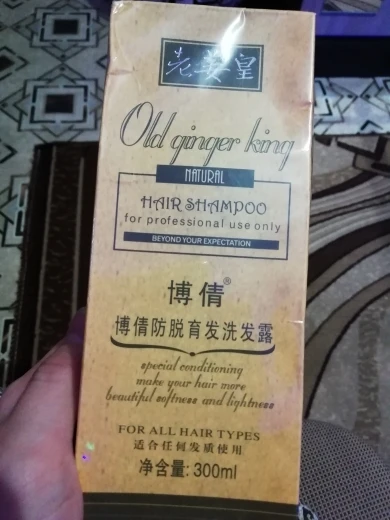 老姜皇
Old ginger king
NATURAL
HAIR SHAMPOO
for professional use only
BEYOND YOUR EXPECTATION
博倩®
博倩防脱育发洗发露
special conditioning
make your hair more
beautiful softness and lightness
FOR ALL HAIR TYPES
适合任何发质使用
净含量: 300ml